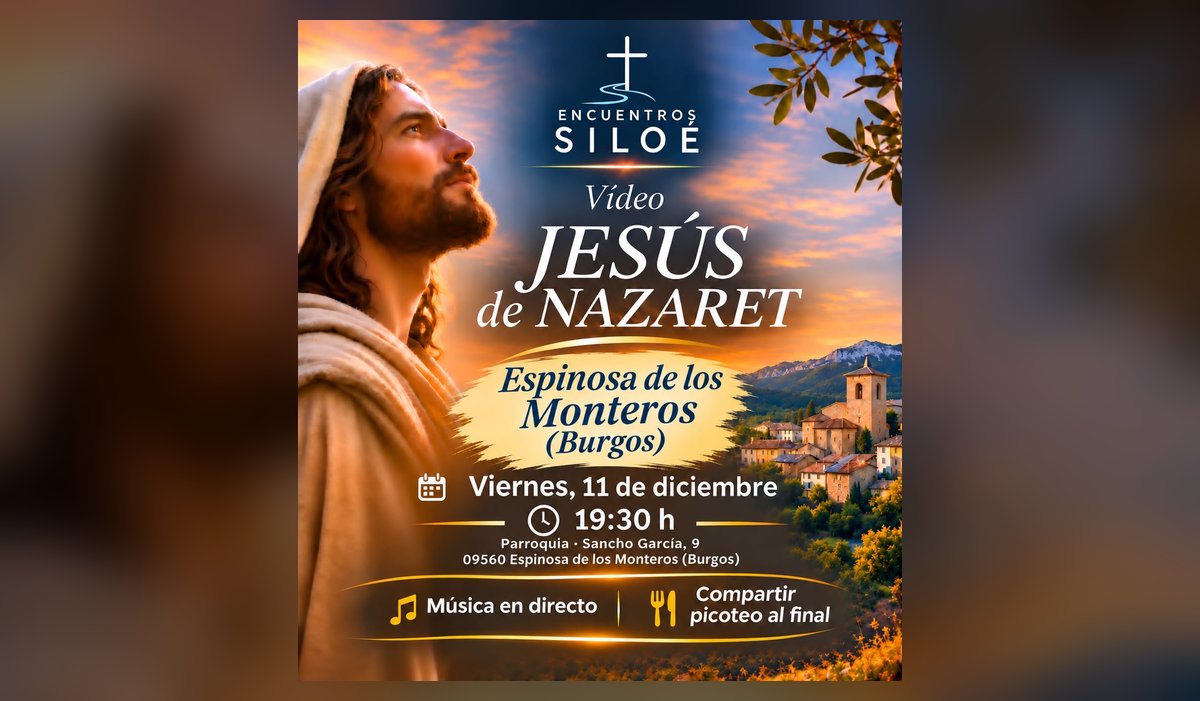 ENCUENTROS
SILOÉ
Vídeo
JESÚS
de NAZARET
Espinosa de los
Monteros
(Burgos)
Viernes, 11 de diciembre
19:30 h
Parroquia · Sancho García, 9
09560 Espinosa de los Monteros (Burgos)
Música en directo
Compartir
picoteo al final